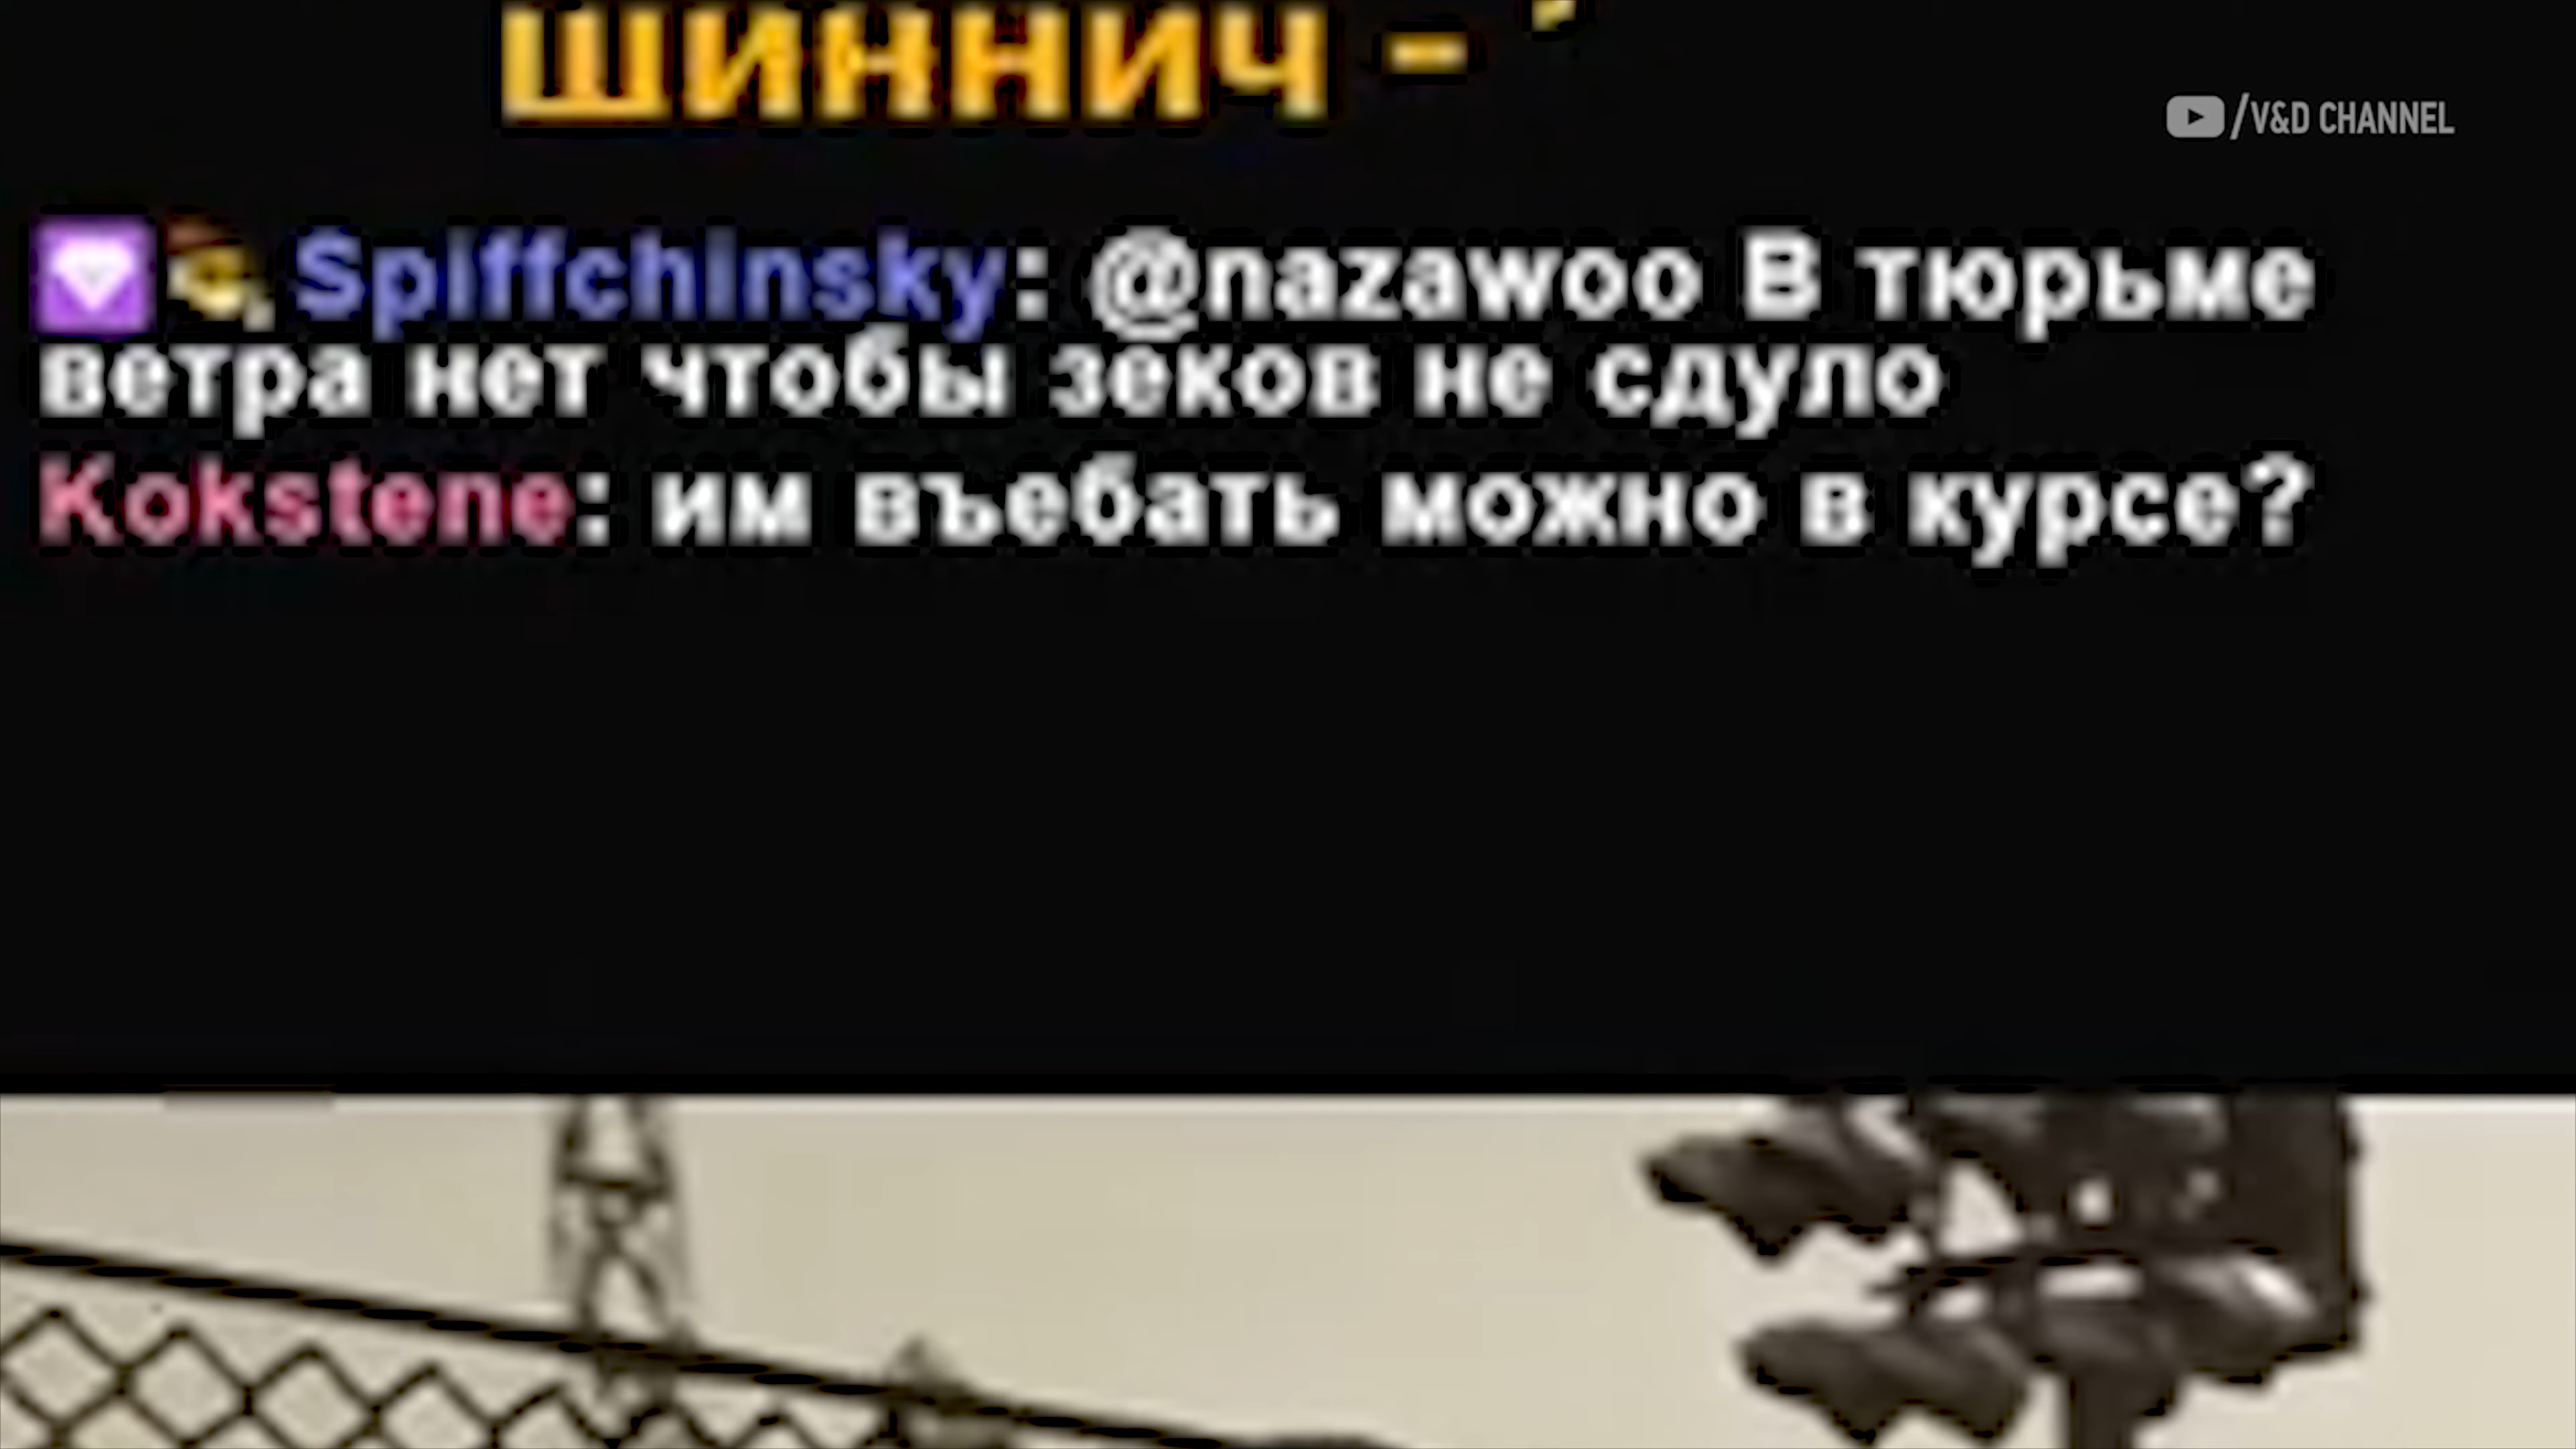 шиннич -
/V&D CHANNEL
Spiffchinsky: @nazawoo В тюрьме
ветра нет чтобы зеков не сдуло
Kokstene: им въебать можно в курсе?